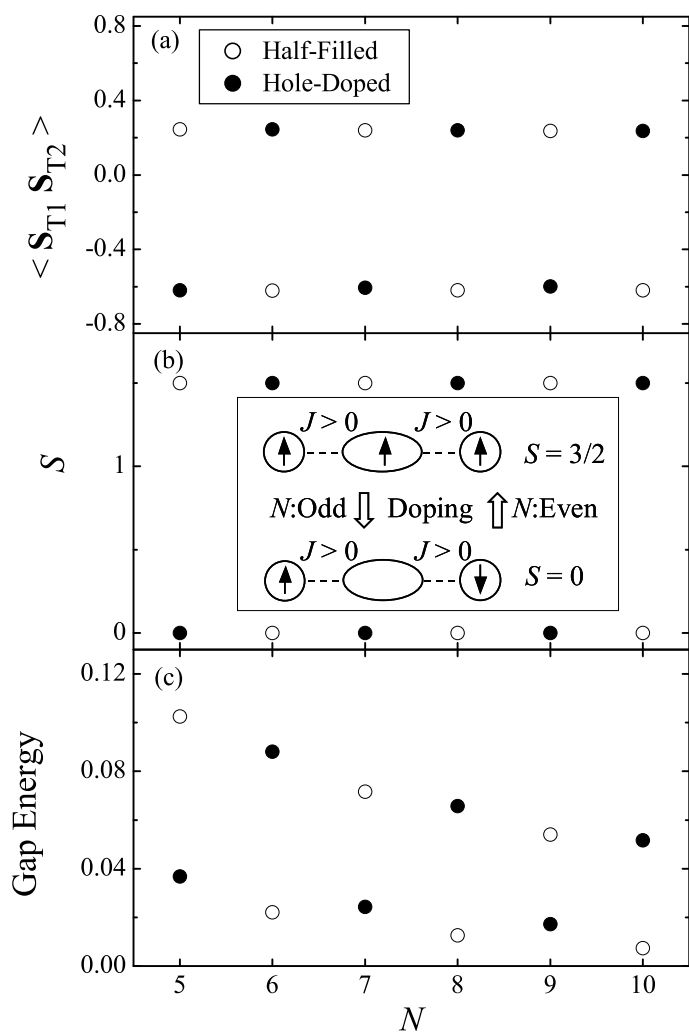 (a)
Half-Filled
Hole-Doped
0.8
0.4
0.0
-0.4
-0.8
< S_T1 S_T2 >
(b)
1
0
S
J > 0 J > 0
S = 3/2
N:Odd Doping N:Even
J > 0 J > 0
S = 0
(c)
0.12
0.08
0.04
0.00
Gap Energy
5 6 7 8 9 10
N